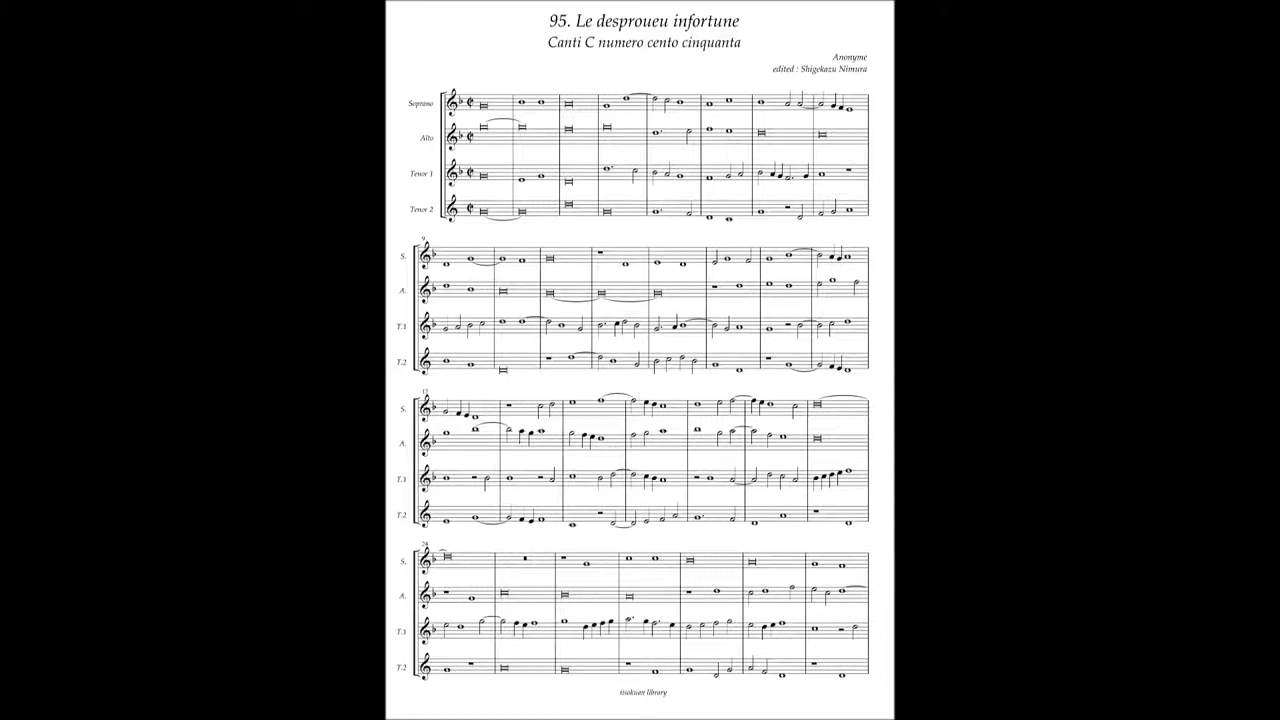 95. Le desproueu infortune
Canti C numero cento cinquanta
Anonyme
edited : Shigekazu Nimura
Soprano
Alto
Tenor 1
Tenor 2
9
S.
A.
T.1
T.2
17
S.
A.
T.1
T.2
24
S.
A.
T.1
T.2
tisokuan library